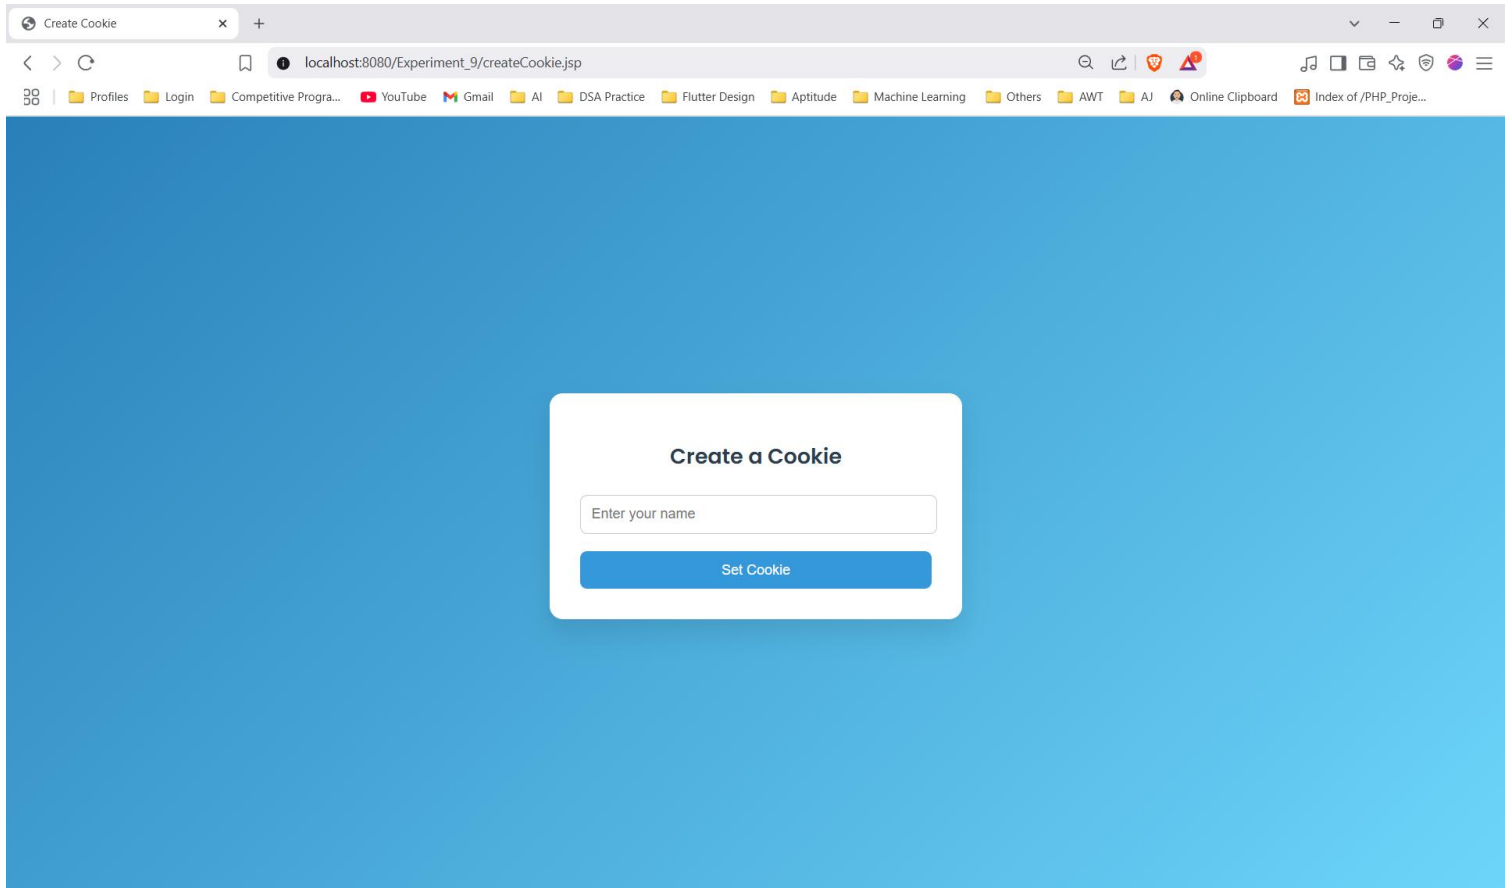 Create Cookie
localhost:8080/Experiment_9/createCookie.jsp
Profiles Login Competitive Progra... YouTube Gmail AI DSA Practice Flutter Design Aptitude Machine Learning Others AWT AJ Online Clipboard Index of /PHP_Proje...
Create a Cookie
Enter your name
Set Cookie